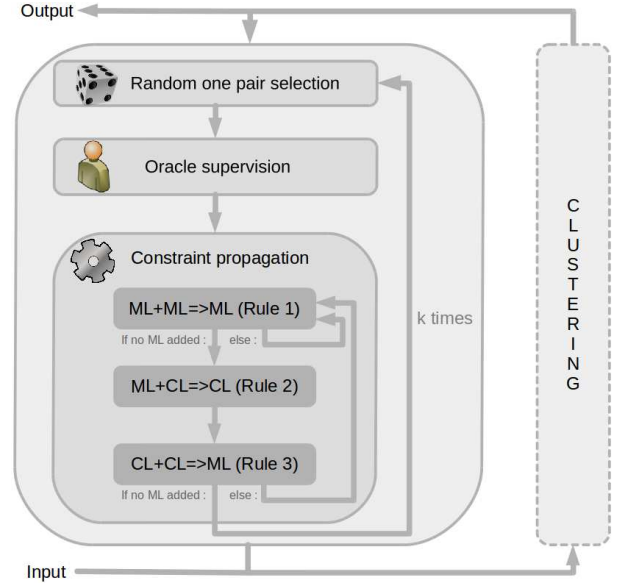 Output
Random one pair selection
Oracle supervision
Constraint propagation
ML+ML=>ML (Rule 1)
If no ML added : else :
k times
ML+CL=>CL (Rule 2)
CL+CL=>ML (Rule 3)
If no ML added : else :
CLUSTERING
Input